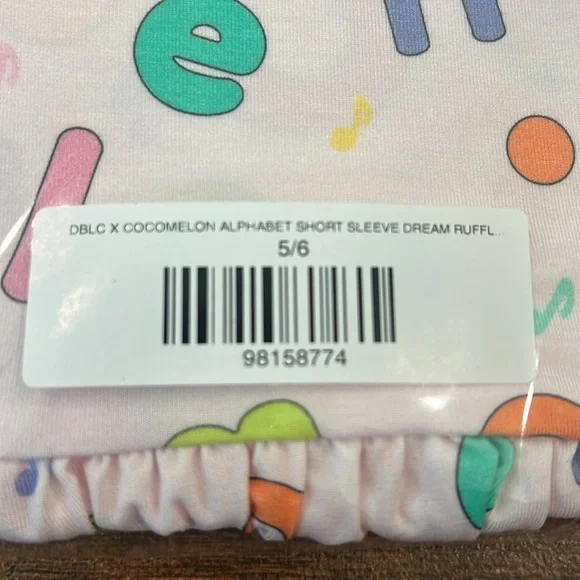 e n
l
DBLC X COCOMELON ALPHABET SHORT SLEEVE DREAM RUFFL...
5/6
98158774